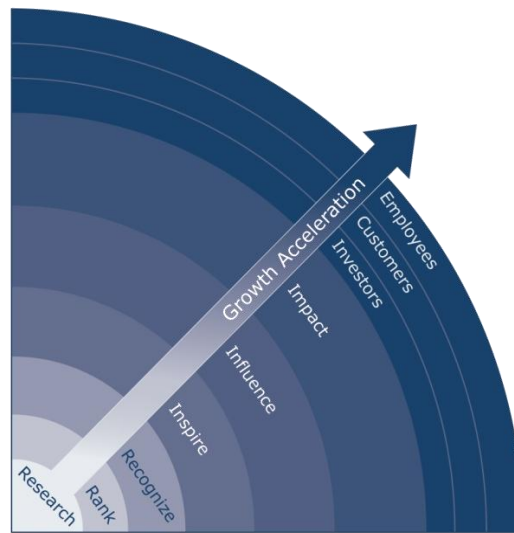 Research
Rank
Recognize
Inspire
Influence
Impact
Investors
Customers
Employees
Growth Acceleration